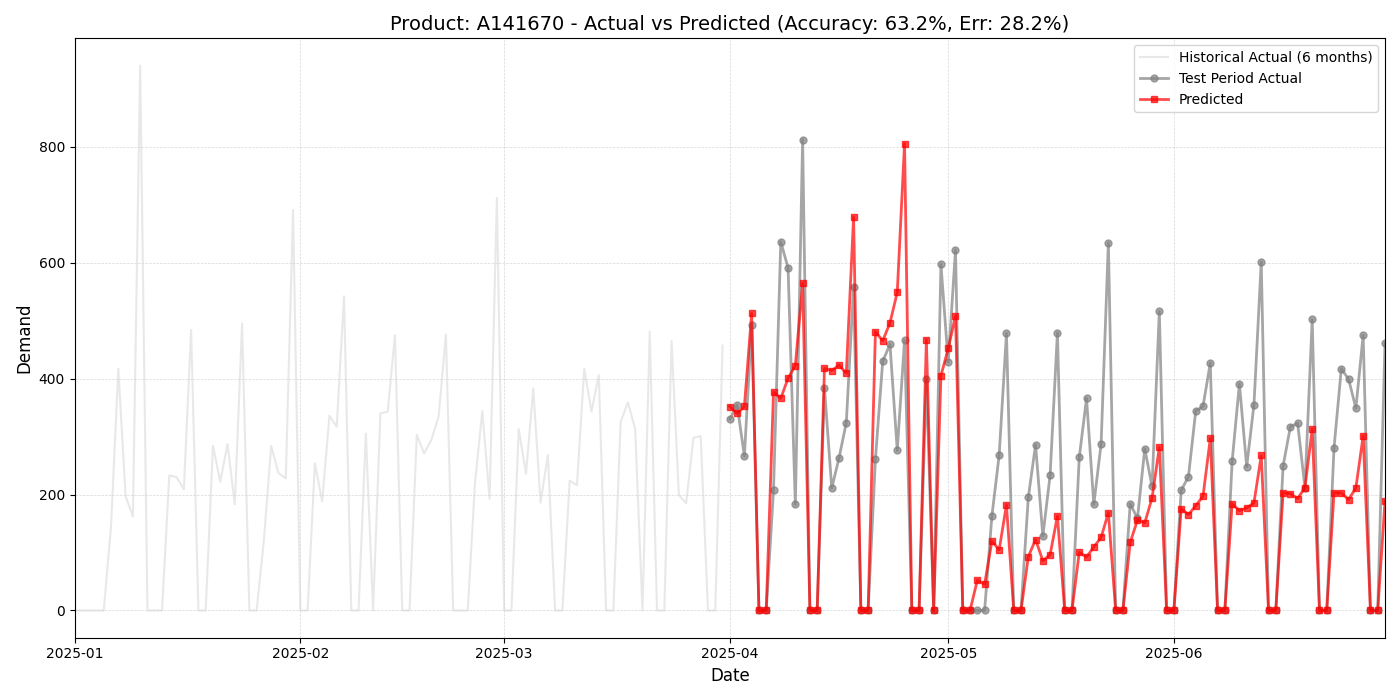 Product: A141670 - Actual vs Predicted (Accuracy: 63.2%, Err: 28.2%)
Historical Actual (6 months)
Test Period Actual
Predicted
Demand
800
600
400
200
0
2025-01
2025-02
2025-03
2025-04
2025-05
2025-06
Date